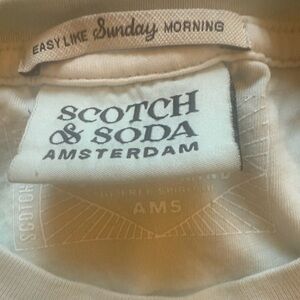 EASY LIKE Sunday MORNING
SCOTCH
& SODA
AMSTERDAM
AMS